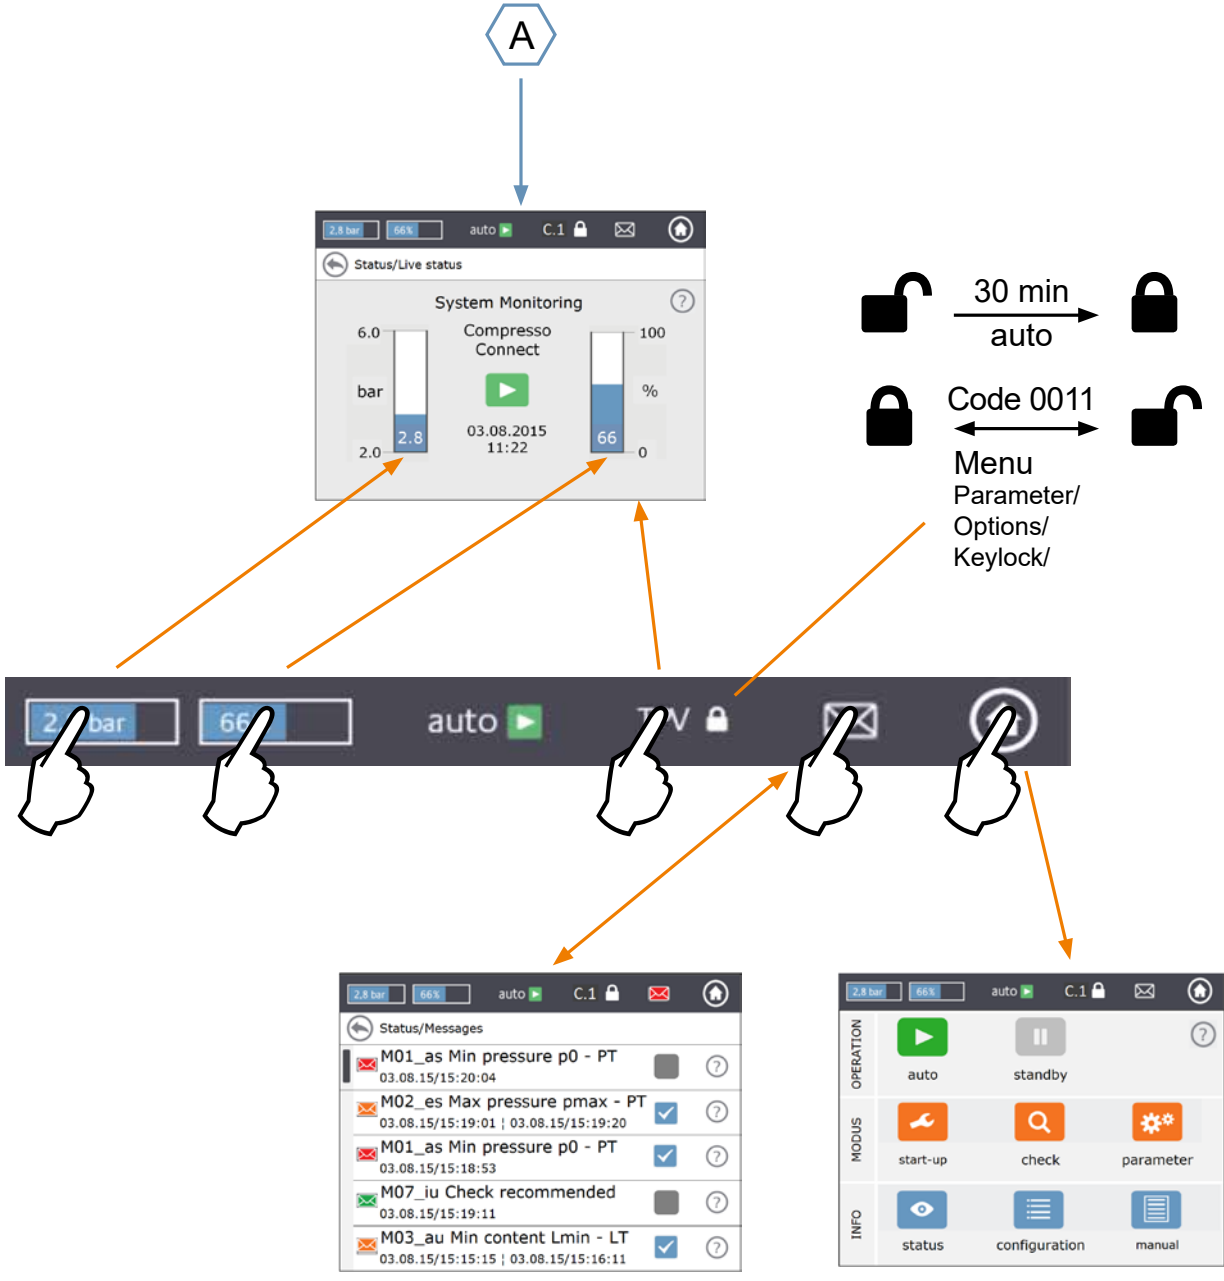 A
2,8 bar 66% auto C.1
Status/Live status
System Monitoring ?
6.0 Compresso 100
Connect
bar %
2.8 03.08.2015 66
2.0 11:22 0
30 min
auto
Code 0011
Menu
Parameter/
Options/
Keylock/
bar 66 auto
2,8 bar 66% auto C.1
Status/Messages
M01_as Min pressure p0 - PT
03.08.15/15:20:04 ?
M02_es Max pressure pmax - PT
03.08.15/15:19:01 ¦ 03.08.15/15:19:20 ?
M01_as Min pressure p0 - PT
03.08.15/15:18:53 ?
M07_iu Check recommended
03.08.15/15:19:11 ?
M03_au Min content Lmin - LT
03.08.15/15:15:15 ¦ 03.08.15/15:16:11 ?
2,8 bar 66% auto C.1
OPERATION ?
auto standby
MODUS
start-up check parameter
INFO
status configuration manual